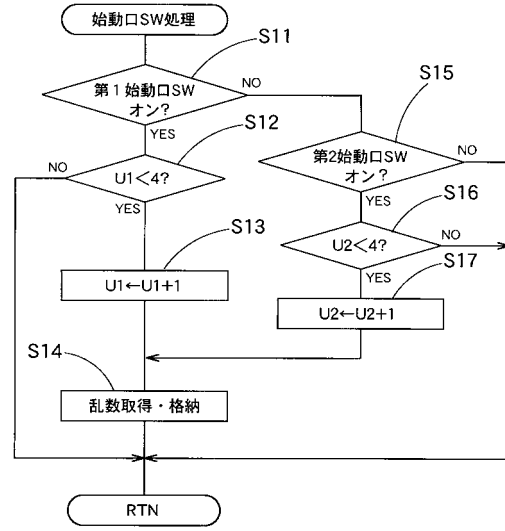 始動口SW処理
S11
第1始動口SW
オン?
NO
YES
S12
U1<4?
NO
YES
S13
U1←U1+1
S14
乱数取得・格納
RTN
S15
第2始動口SW
オン?
NO
YES
S16
U2<4?
NO
YES
S17
U2←U2+1